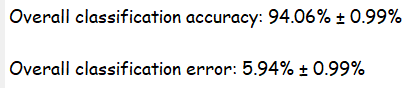 Overall classification accuracy: 94.06% ± 0.99%
Overall classification error: 5.94% ± 0.99%